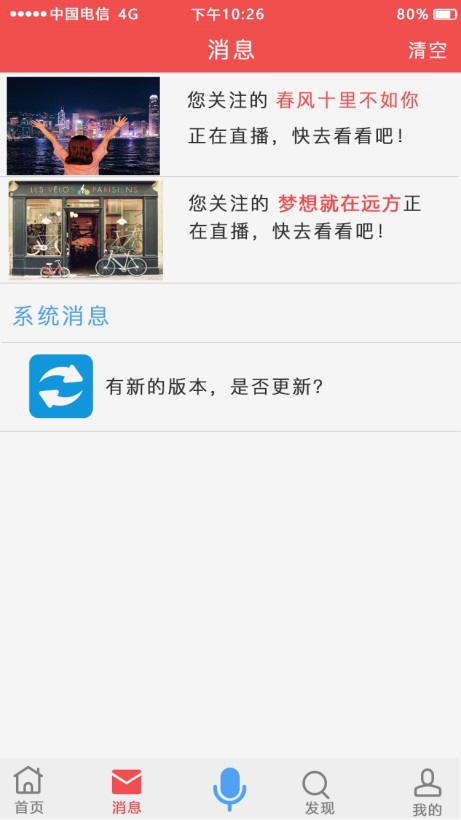 中国电信 4G 下午10:26 80%
消息 清空
您关注的 春风十里不如你
正在直播，快去看看吧！
LES VELOS PARISIENS
您关注的 梦想就在远方正
在直播，快去看看吧！
系统消息
有新的版本，是否更新？
首页 消息 发现 我的